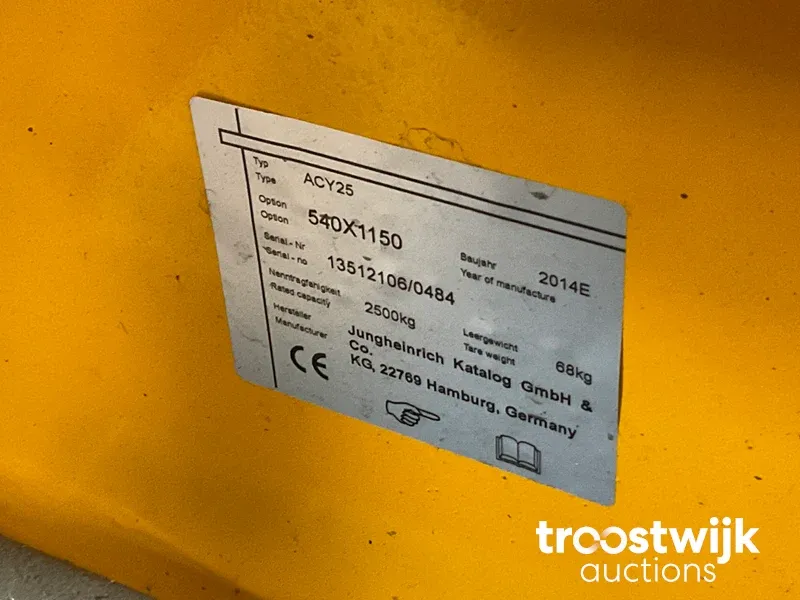 Typ
Type ACY25
Option
Option 540X1150
Serial.- Nr
Serial.- no 13512106/0484
Baujahr
Year of manufacture 2014E
Nenntragfahigkeit
Rated capacity 2500kg
Leergewicht
Tare weight 68kg
Hersteller
Manufacturer
Jungheinrich Katalog GmbH &
Co.
KG, 22769 Hamburg, Germany
CE
troostwijk
auctions